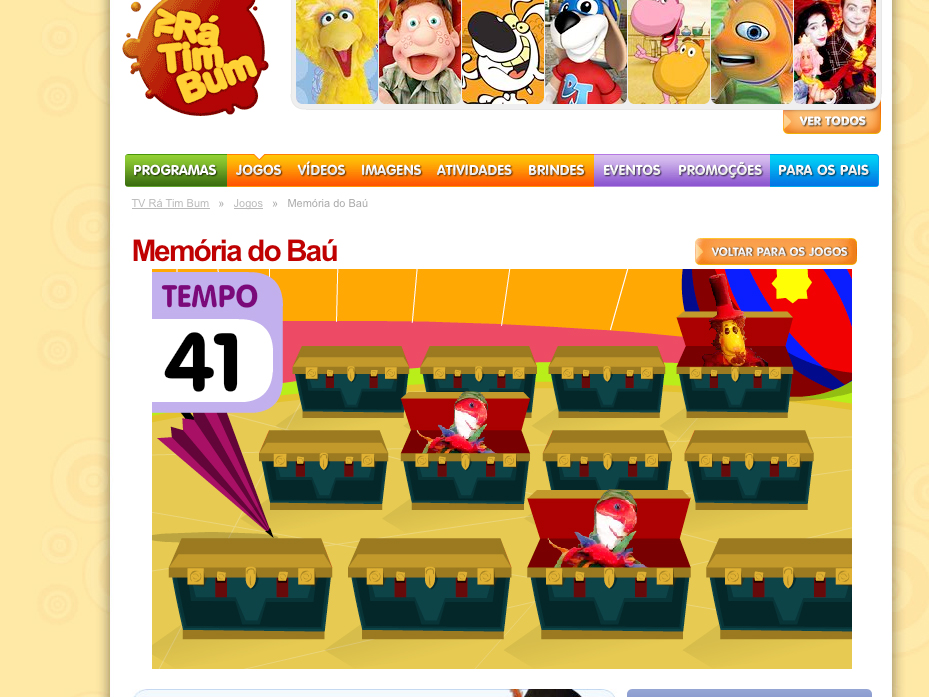 TV Rá
Tim
Bum
VER TODOS
PROGRAMAS JOGOS VÍDEOS IMAGENS ATIVIDADES BRINDES EVENTOS PROMOÇÕES PARA OS PAIS
TV Rá Tim Bum » Jogos » Memória do Baú
Memória do Baú
VOLTAR PARA OS JOGOS
TEMPO
41